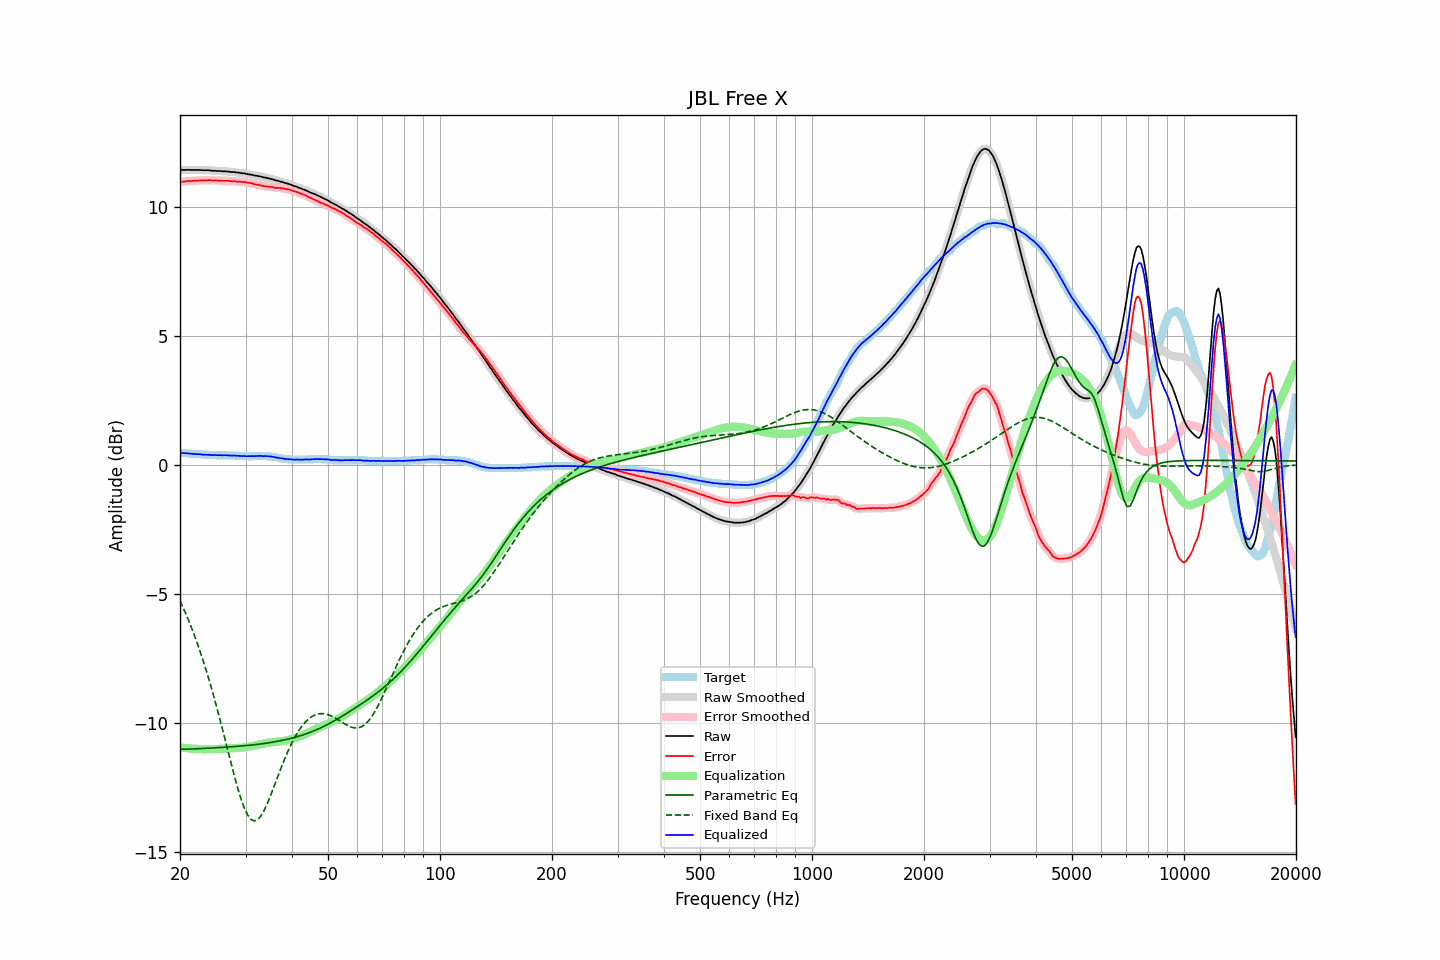 JBL Free X
Amplitude (dBr)
10
5
0
−5
−10
−15
Target
Raw Smoothed
Error Smoothed
Raw
Error
Equalization
Parametric Eq
Fixed Band Eq
Equalized
20 50 100 200 500 1000 2000 5000 10000 20000
Frequency (Hz)